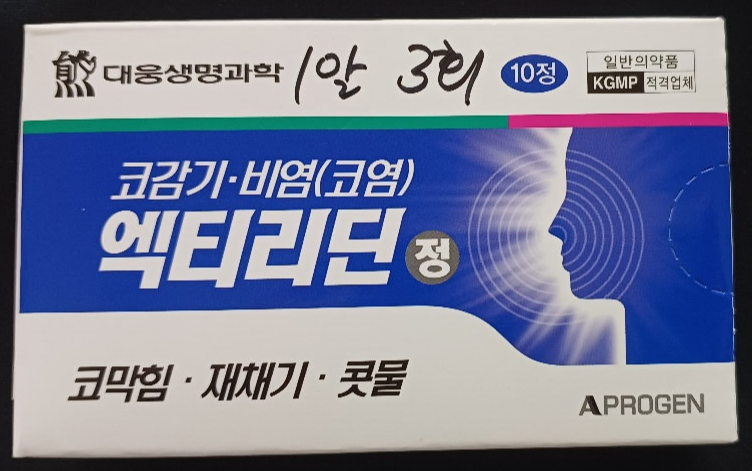 대웅생명과학 1알 3회 10정 일반의약품
KGMP 적격업체
코감기·비염(코염)
엑티리딘 정
코막힘·재채기·콧물
APROGEN